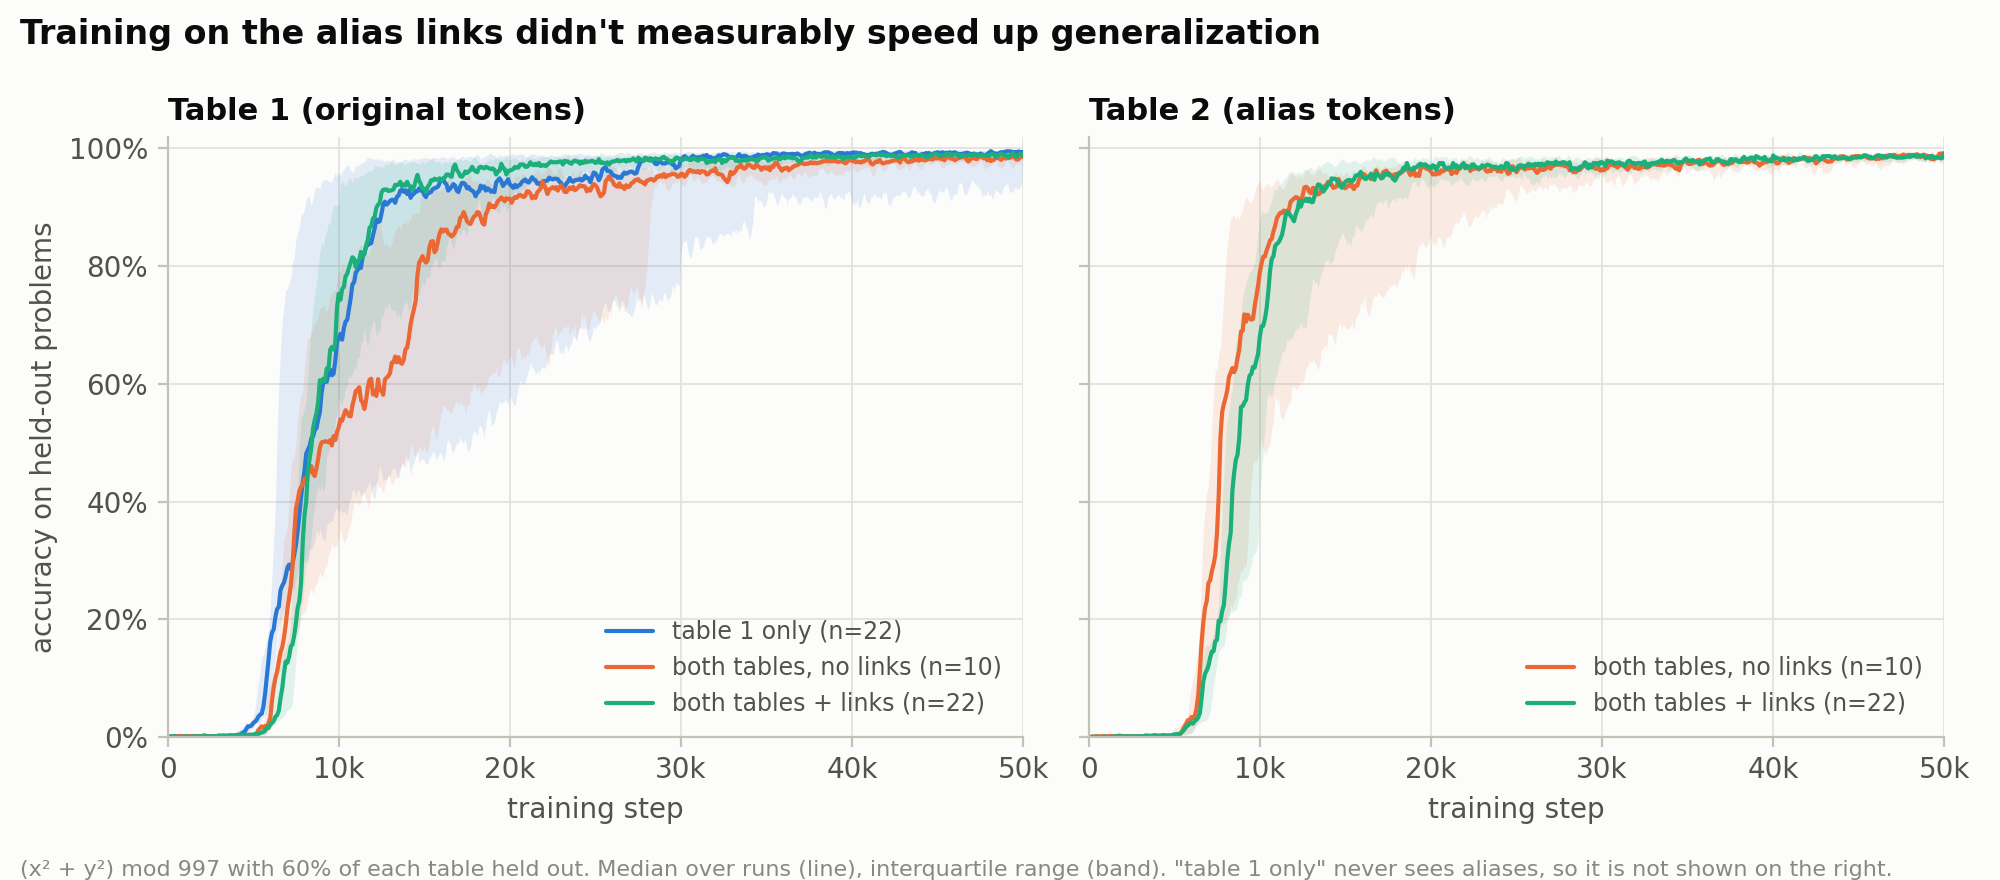 Training on the alias links didn't measurably speed up generalization
Table 1 (original tokens)
Table 2 (alias tokens)
accuracy on held-out problems
100%
80%
60%
40%
20%
0%
table 1 only (n=22)
both tables, no links (n=10)
both tables + links (n=22)
both tables, no links (n=10)
both tables + links (n=22)
0 10k 20k 30k 40k 50k
0 10k 20k 30k 40k 50k
training step
training step
(x² + y²) mod 997 with 60% of each table held out. Median over runs (line), interquartile range (band). "table 1 only" never sees aliases, so it is not shown on the right.